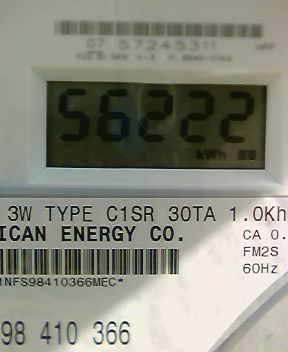 07 57245311
56222
kWh
3W TYPE C1SR 30TA 1.0Kh
ICAN ENERGY CO. CA 0.
FM2S
60Hz
1NFS98410366MEC*
98 410 366